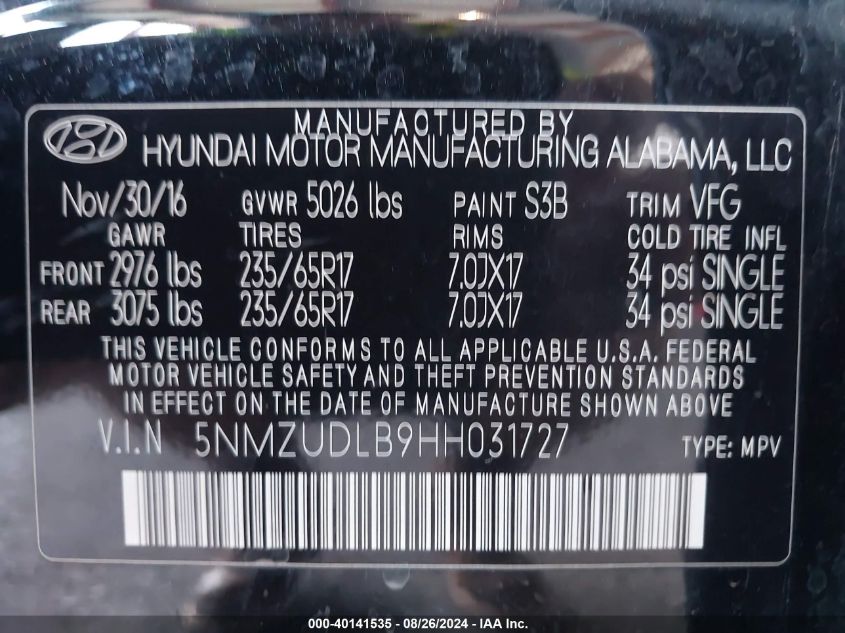 MANUFACTURED BY
HYUNDAI MOTOR MANUFACTURING ALABAMA, LLC
Nov/30/16 GVWR 5026 lbs PAINT S3B TRIM VFG
GAWR TIRES RIMS COLD TIRE INFL
FRONT 2976 lbs 235/65R17 7.0JX17 34 psi SINGLE
REAR 3075 lbs 235/65R17 7.0JX17 34 psi SINGLE
THIS VEHICLE CONFORMS TO ALL APPLICABLE U.S.A. FEDERAL
MOTOR VEHICLE SAFETY AND THEFT PREVENTION STANDARDS
IN EFFECT ON THE DATE OF MANUFACTURE SHOWN ABOVE
V.I.N 5NMZUDLB9HH031727 TYPE: MPV
000-40141535 - 08/26/2024 - IAA Inc.